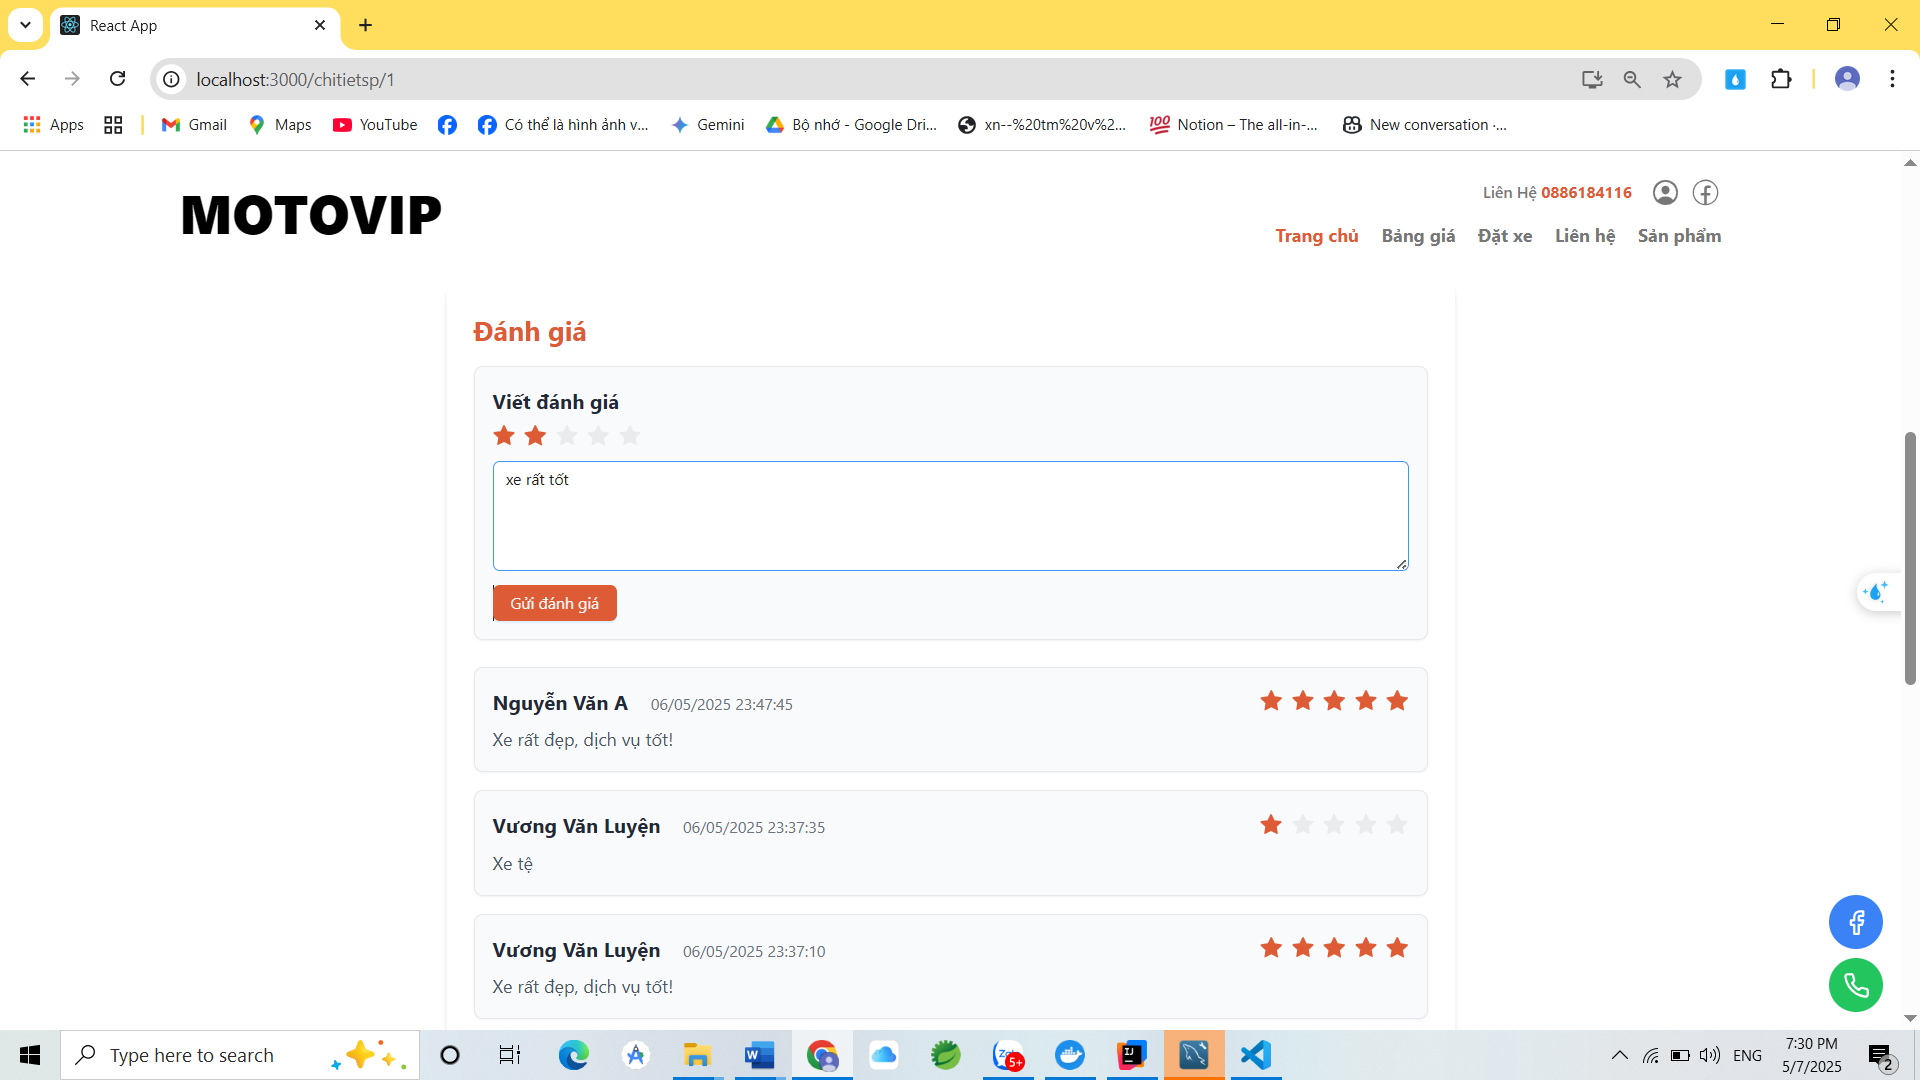 React App
localhost:3000/chitietsp/1
Apps
Gmail
Maps
YouTube
Có thể là hình ảnh v...
Gemini
Bộ nhớ - Google Dri...
xn--%20tm%20v%2...
Notion – The all-in-...
New conversation ·...
MOTOVIP
Liên Hệ 0886184116
Trang chủ Bảng giá Đặt xe Liên hệ Sản phẩm
Đánh giá
Viết đánh giá
xe rất tốt
Gửi đánh giá
Nguyễn Văn A 06/05/2025 23:47:45
Xe rất đẹp, dịch vụ tốt!
Vương Văn Luyện 06/05/2025 23:37:35
Xe tệ
Vương Văn Luyện 06/05/2025 23:37:10
Xe rất đẹp, dịch vụ tốt!
Type here to search
5+
ENG
7:30 PM
5/7/2025
2